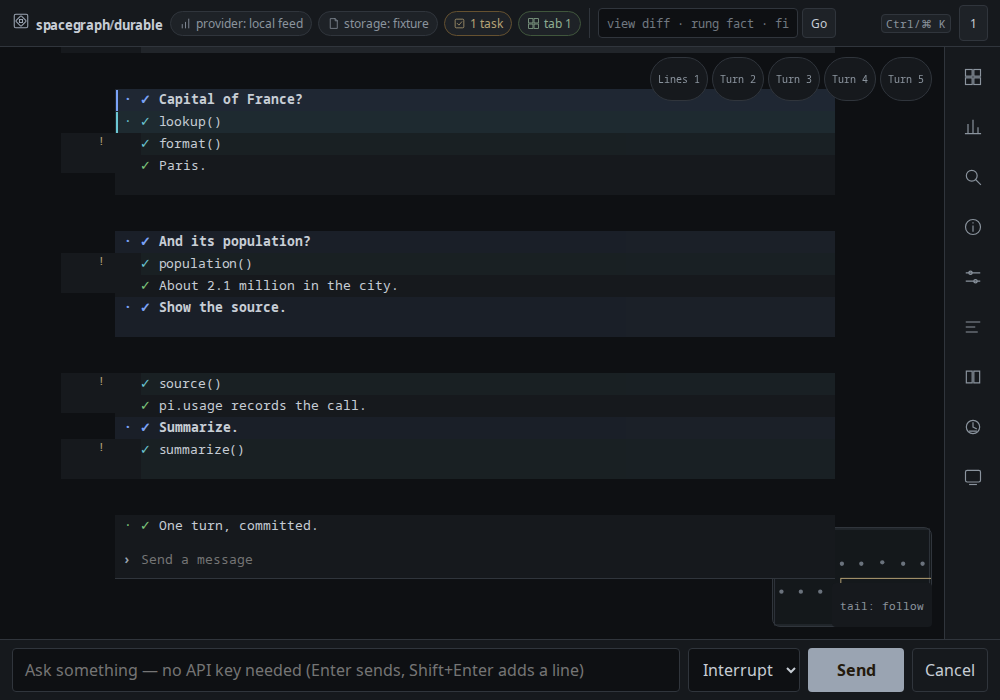 spacegraph/durable provider: local feed storage: fixture 1 task tab 1 view diff · rung fact · fi Go Ctrl/⌘ K 1
Lines 1 Turn 2 Turn 3 Turn 4 Turn 5
· ✓ Capital of France?
· ✓ lookup()
! ✓ format()
✓ Paris.
· ✓ And its population?
! ✓ population()
✓ About 2.1 million in the city.
· ✓ Show the source.
! ✓ source()
✓ pi.usage records the call.
· ✓ Summarize.
! ✓ summarize()
· ✓ One turn, committed.
› Send a message
tail: follow
Ask something — no API key needed (Enter sends, Shift+Enter adds a line) Interrupt Send Cancel